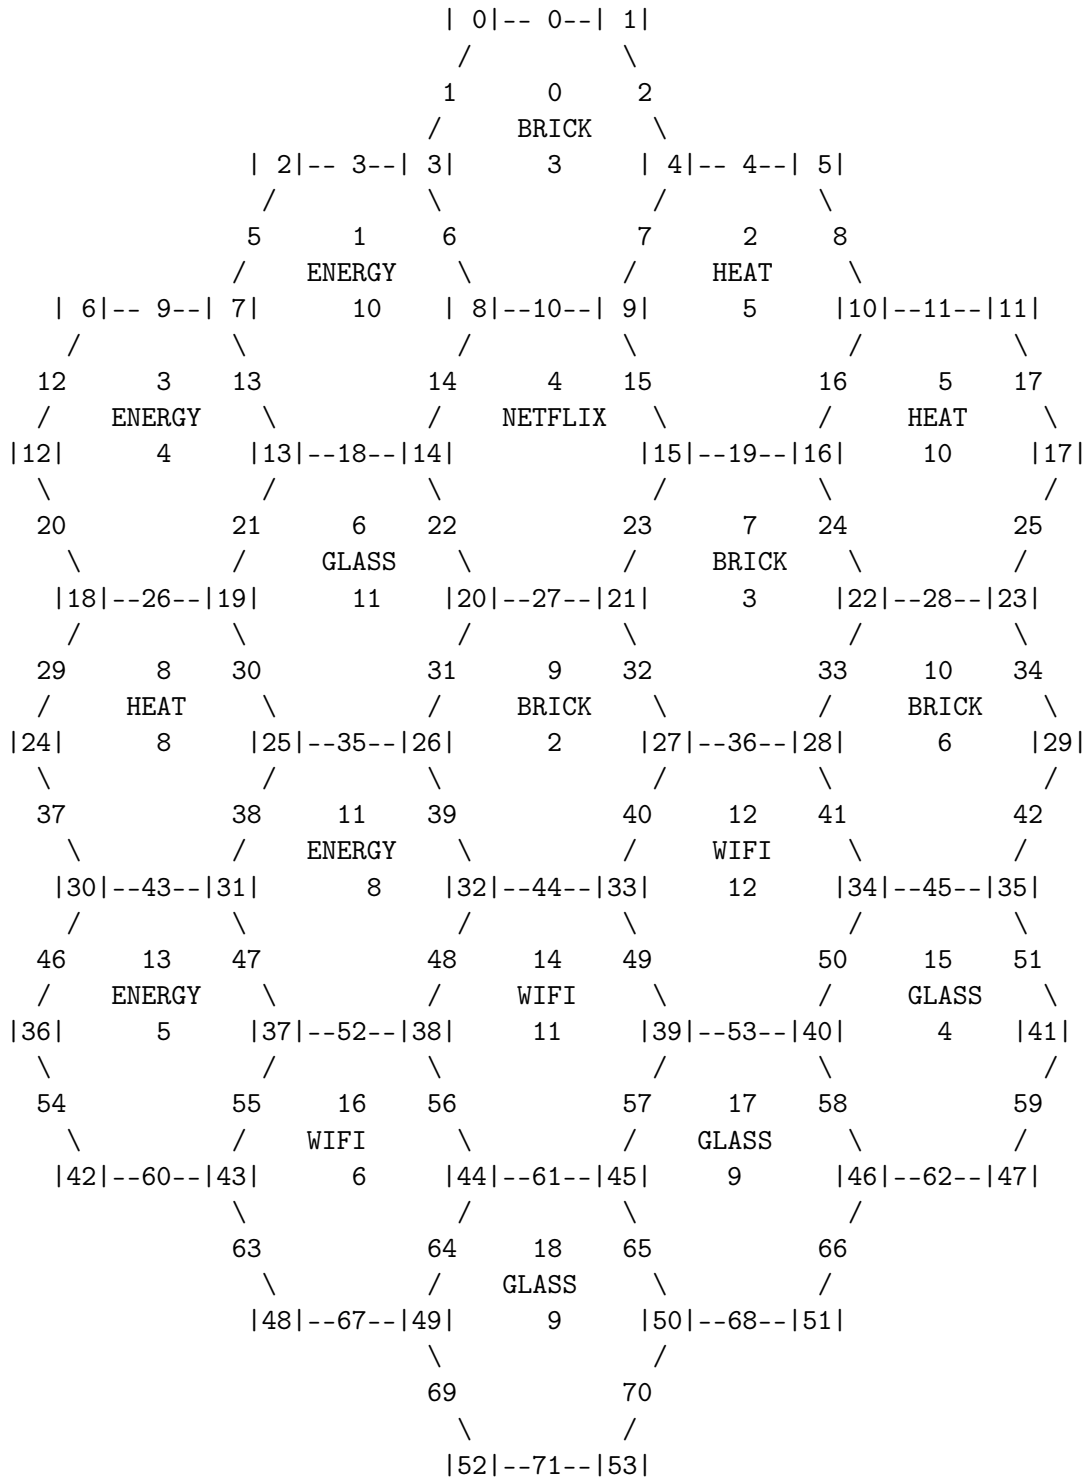 | 0|-- 0--| 1|
/ \
1 0 2
/ BRICK \
| 2|-- 3--| 3| 3 | 4|-- 4--| 5|
/ \ / \
5 1 6 7 2 8
/ ENERGY \ / HEAT \
| 6|-- 9--| 7| 10 | 8|--10--| 9| 5 |10|--11--|11|
/ \ / \ / \
12 3 13 14 4 15 16 5 17
/ ENERGY \ / NETFLIX \ / HEAT \
|12| 4 |13|--18--|14| |15|--19--|16| 10 |17|
\ / \ / \ /
20 21 6 22 23 7 24 25
\ / GLASS \ / BRICK \ /
|18|--26--|19| 11 |20|--27--|21| 3 |22|--28--|23|
/ \ / \ / \
29 8 30 31 9 32 33 10 34
/ HEAT \ / BRICK \ / BRICK \
|24| 8 |25|--35--|26| 2 |27|--36--|28| 6 |29|
\ / \ / \ /
37 38 11 39 40 12 41 42
\ / ENERGY \ / WIFI \ /
|30|--43--|31| 8 |32|--44--|33| 12 |34|--45--|35|
/ \ / \ / \
46 13 47 48 14 49 50 15 51
/ ENERGY \ / WIFI \ / GLASS \
|36| 5 |37|--52--|38| 11 |39|--53--|40| 4 |41|
\ / \ / \ /
54 55 16 56 57 17 58 59
\ / WIFI \ / GLASS \ /
|42|--60--|43| 6 |44|--61--|45| 9 |46|--62--|47|
\ / \ /
63 64 18 65 66
\ / GLASS \ /
|48|--67--|49| 9 |50|--68--|51|
\ /
69 70
\ /
|52|--71--|53|